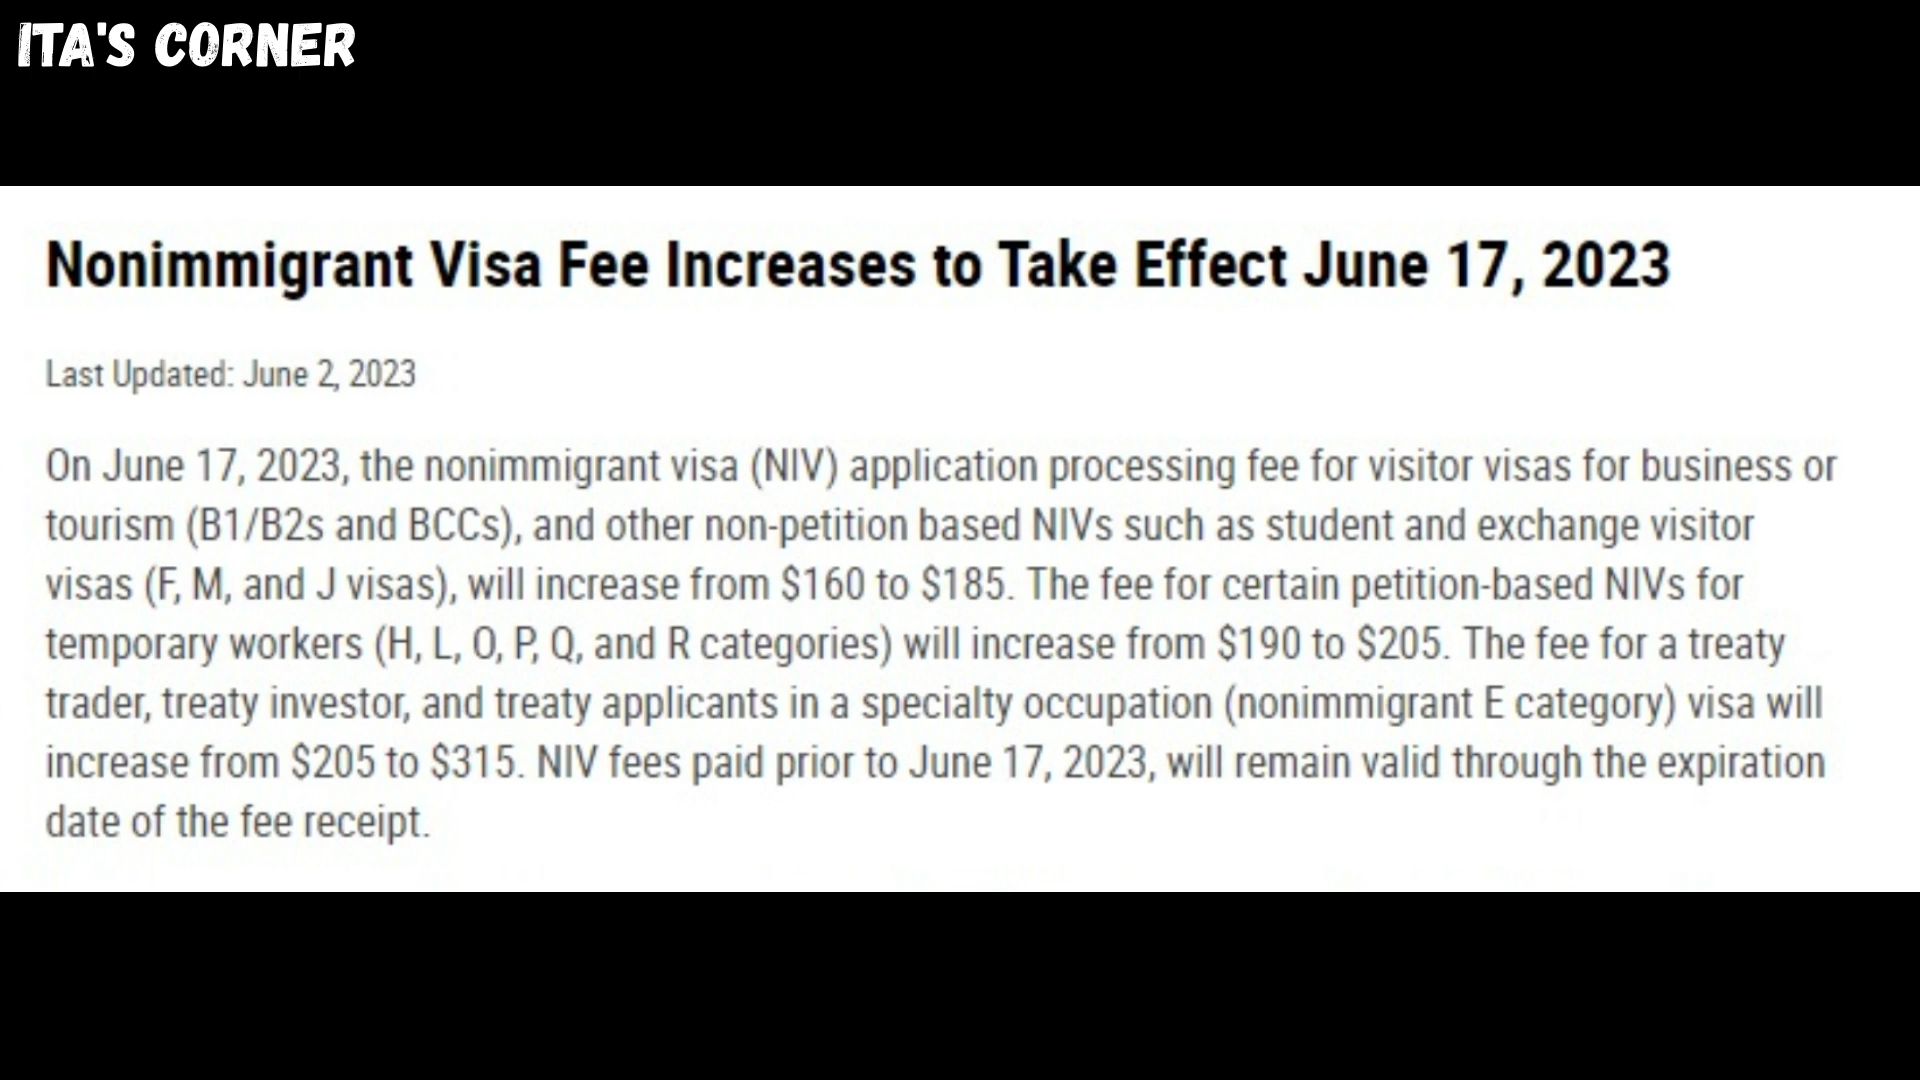 ITA'S CORNER
Nonimmigrant Visa Fee Increases to Take Effect June 17, 2023
Last Updated: June 2, 2023
On June 17, 2023, the nonimmigrant visa (NIV) application processing fee for visitor visas for business or
tourism (B1/B2s and BCCs), and other non-petition based NIVs such as student and exchange visitor
visas (F, M, and J visas), will increase from $160 to $185. The fee for certain petition-based NIVs for
temporary workers (H, L, O, P, Q, and R categories) will increase from $190 to $205. The fee for a treaty
trader, treaty investor, and treaty applicants in a specialty occupation (nonimmigrant E category) visa will
increase from $205 to $315. NIV fees paid prior to June 17, 2023, will remain valid through the expiration
date of the fee receipt.